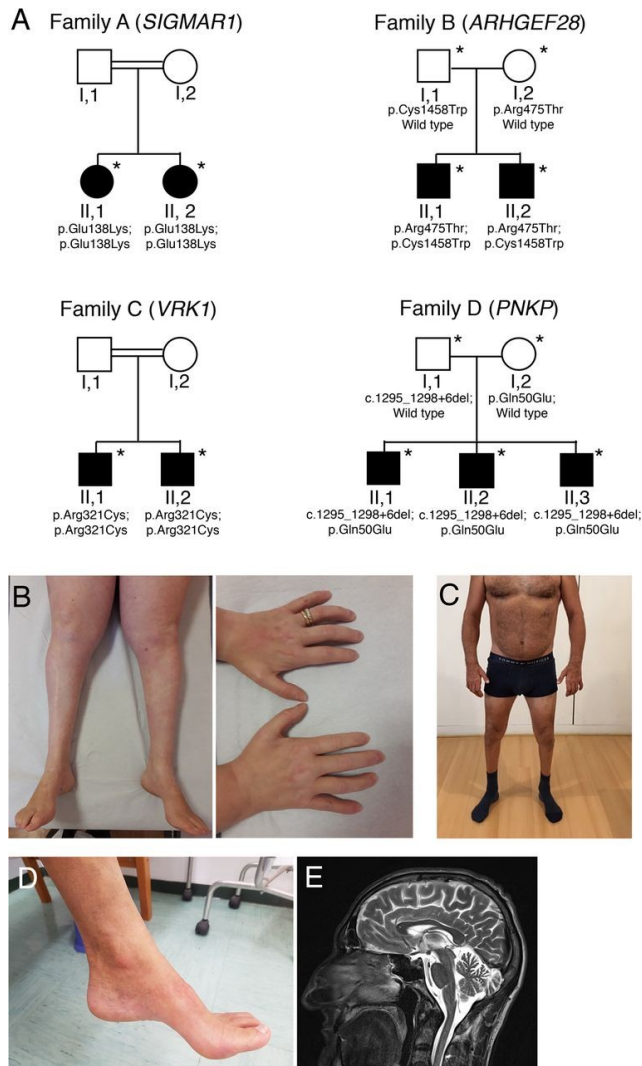 A
Family A (SIGMAR1)
I,1
I,2
*
*
II,1
II, 2
p.Glu138Lys;
p.Glu138Lys
p.Glu138Lys;
p.Glu138Lys
Family B (ARHGEF28)
*
*
I,1
I,2
p.Cys1458Trp
Wild type
p.Arg475Thr
Wild type
*
*
II,1
II,2
p.Arg475Thr;
p.Cys1458Trp
p.Arg475Thr;
p.Cys1458Trp
Family C (VRK1)
I,1
I,2
*
*
II,1
II,2
p.Arg321Cys;
p.Arg321Cys
p.Arg321Cys;
p.Arg321Cys
Family D (PNKP)
*
*
I,1
I,2
c.1295_1298+6del;
Wild type
p.Gln50Glu;
Wild type
*
*
*
II,1
II,2
II,3
c.1295_1298+6del;
p.Gln50Glu
c.1295_1298+6del;
p.Gln50Glu
c.1295_1298+6del;
p.Gln50Glu
B
C
D
E